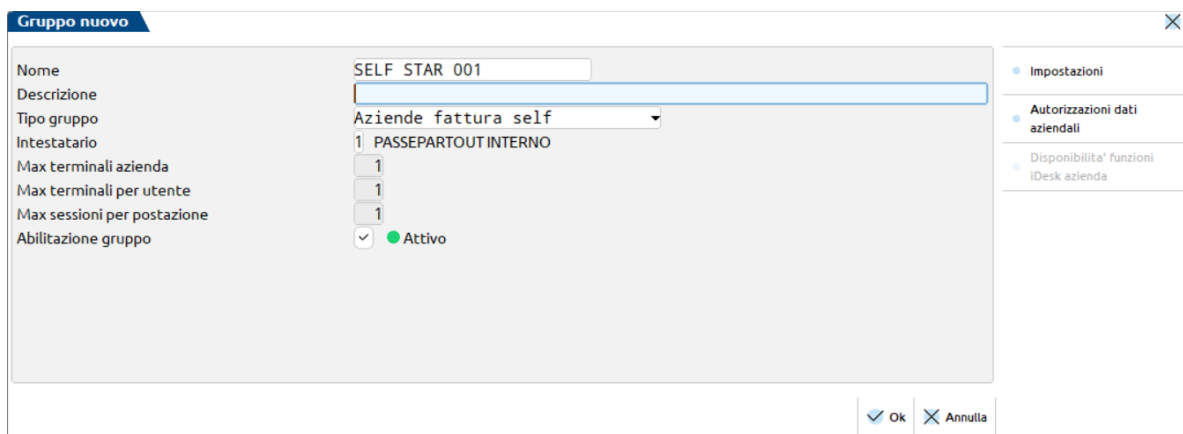 Gruppo nuovo
Nome SELF STAR 001
Descrizione
Tipo gruppo Aziende fattura self
Intestatario 1 PASSEPARTOUT INTERNO
Max terminali azienda 1
Max terminali per utente 1
Max sessioni per postazione 1
Abilitazione gruppo Attivo
Impostazioni
Autorizzazioni dati
aziendali
Disponibilita' funzioni
iDesk azienda
Ok Annulla